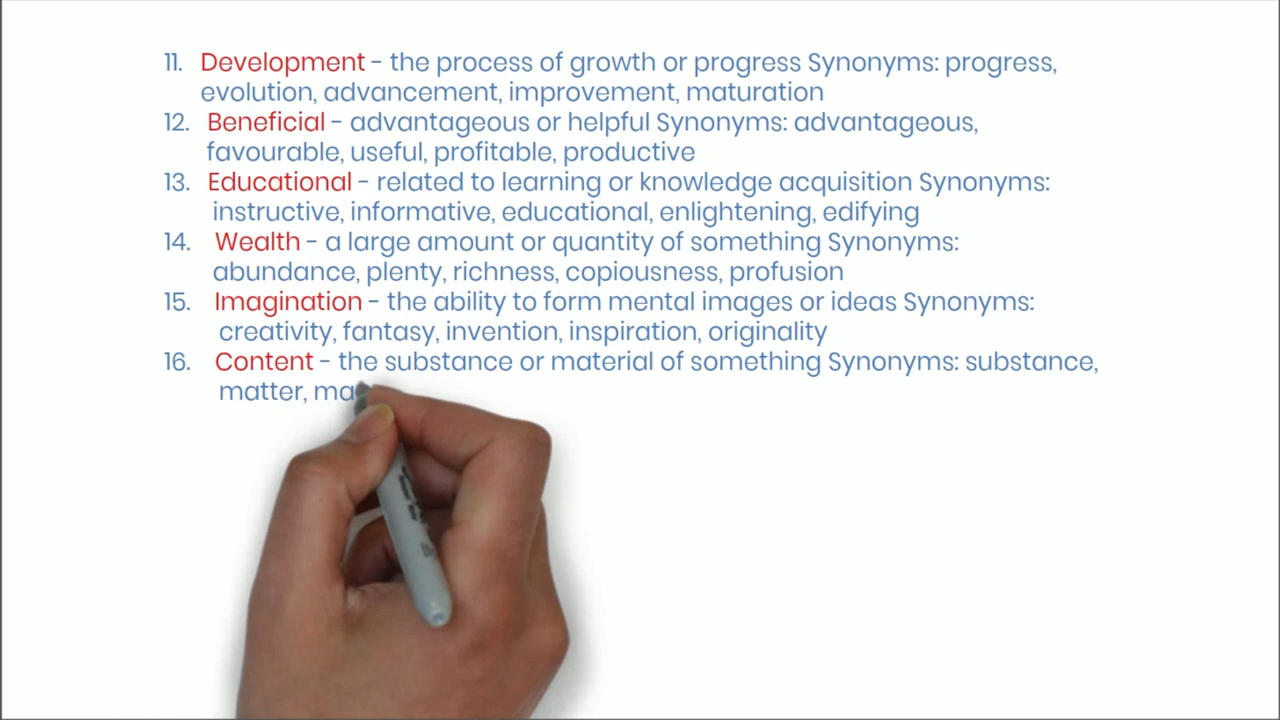 11. Development - the process of growth or progress Synonyms: progress,
evolution, advancement, improvement, maturation
12. Beneficial - advantageous or helpful Synonyms: advantageous,
favourable, useful, profitable, productive
13. Educational - related to learning or knowledge acquisition Synonyms:
instructive, informative, educational, enlightening, edifying
14. Wealth - a large amount or quantity of something Synonyms:
abundance, plenty, richness, copiousness, profusion
15. Imagination - the ability to form mental images or ideas Synonyms:
creativity, fantasy, invention, inspiration, originality
16. Content - the substance or material of something Synonyms: substance,
matter, ma